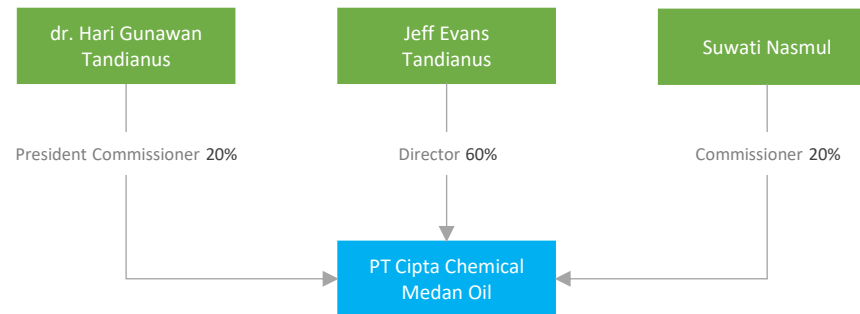 dr. Hari Gunawan
Tandianus
Jeff Evans
Tandianus
Suwati Nasmul
President Commissioner 20%
Director 60%
Commissioner 20%
PT Cipta Chemical
Medan Oil